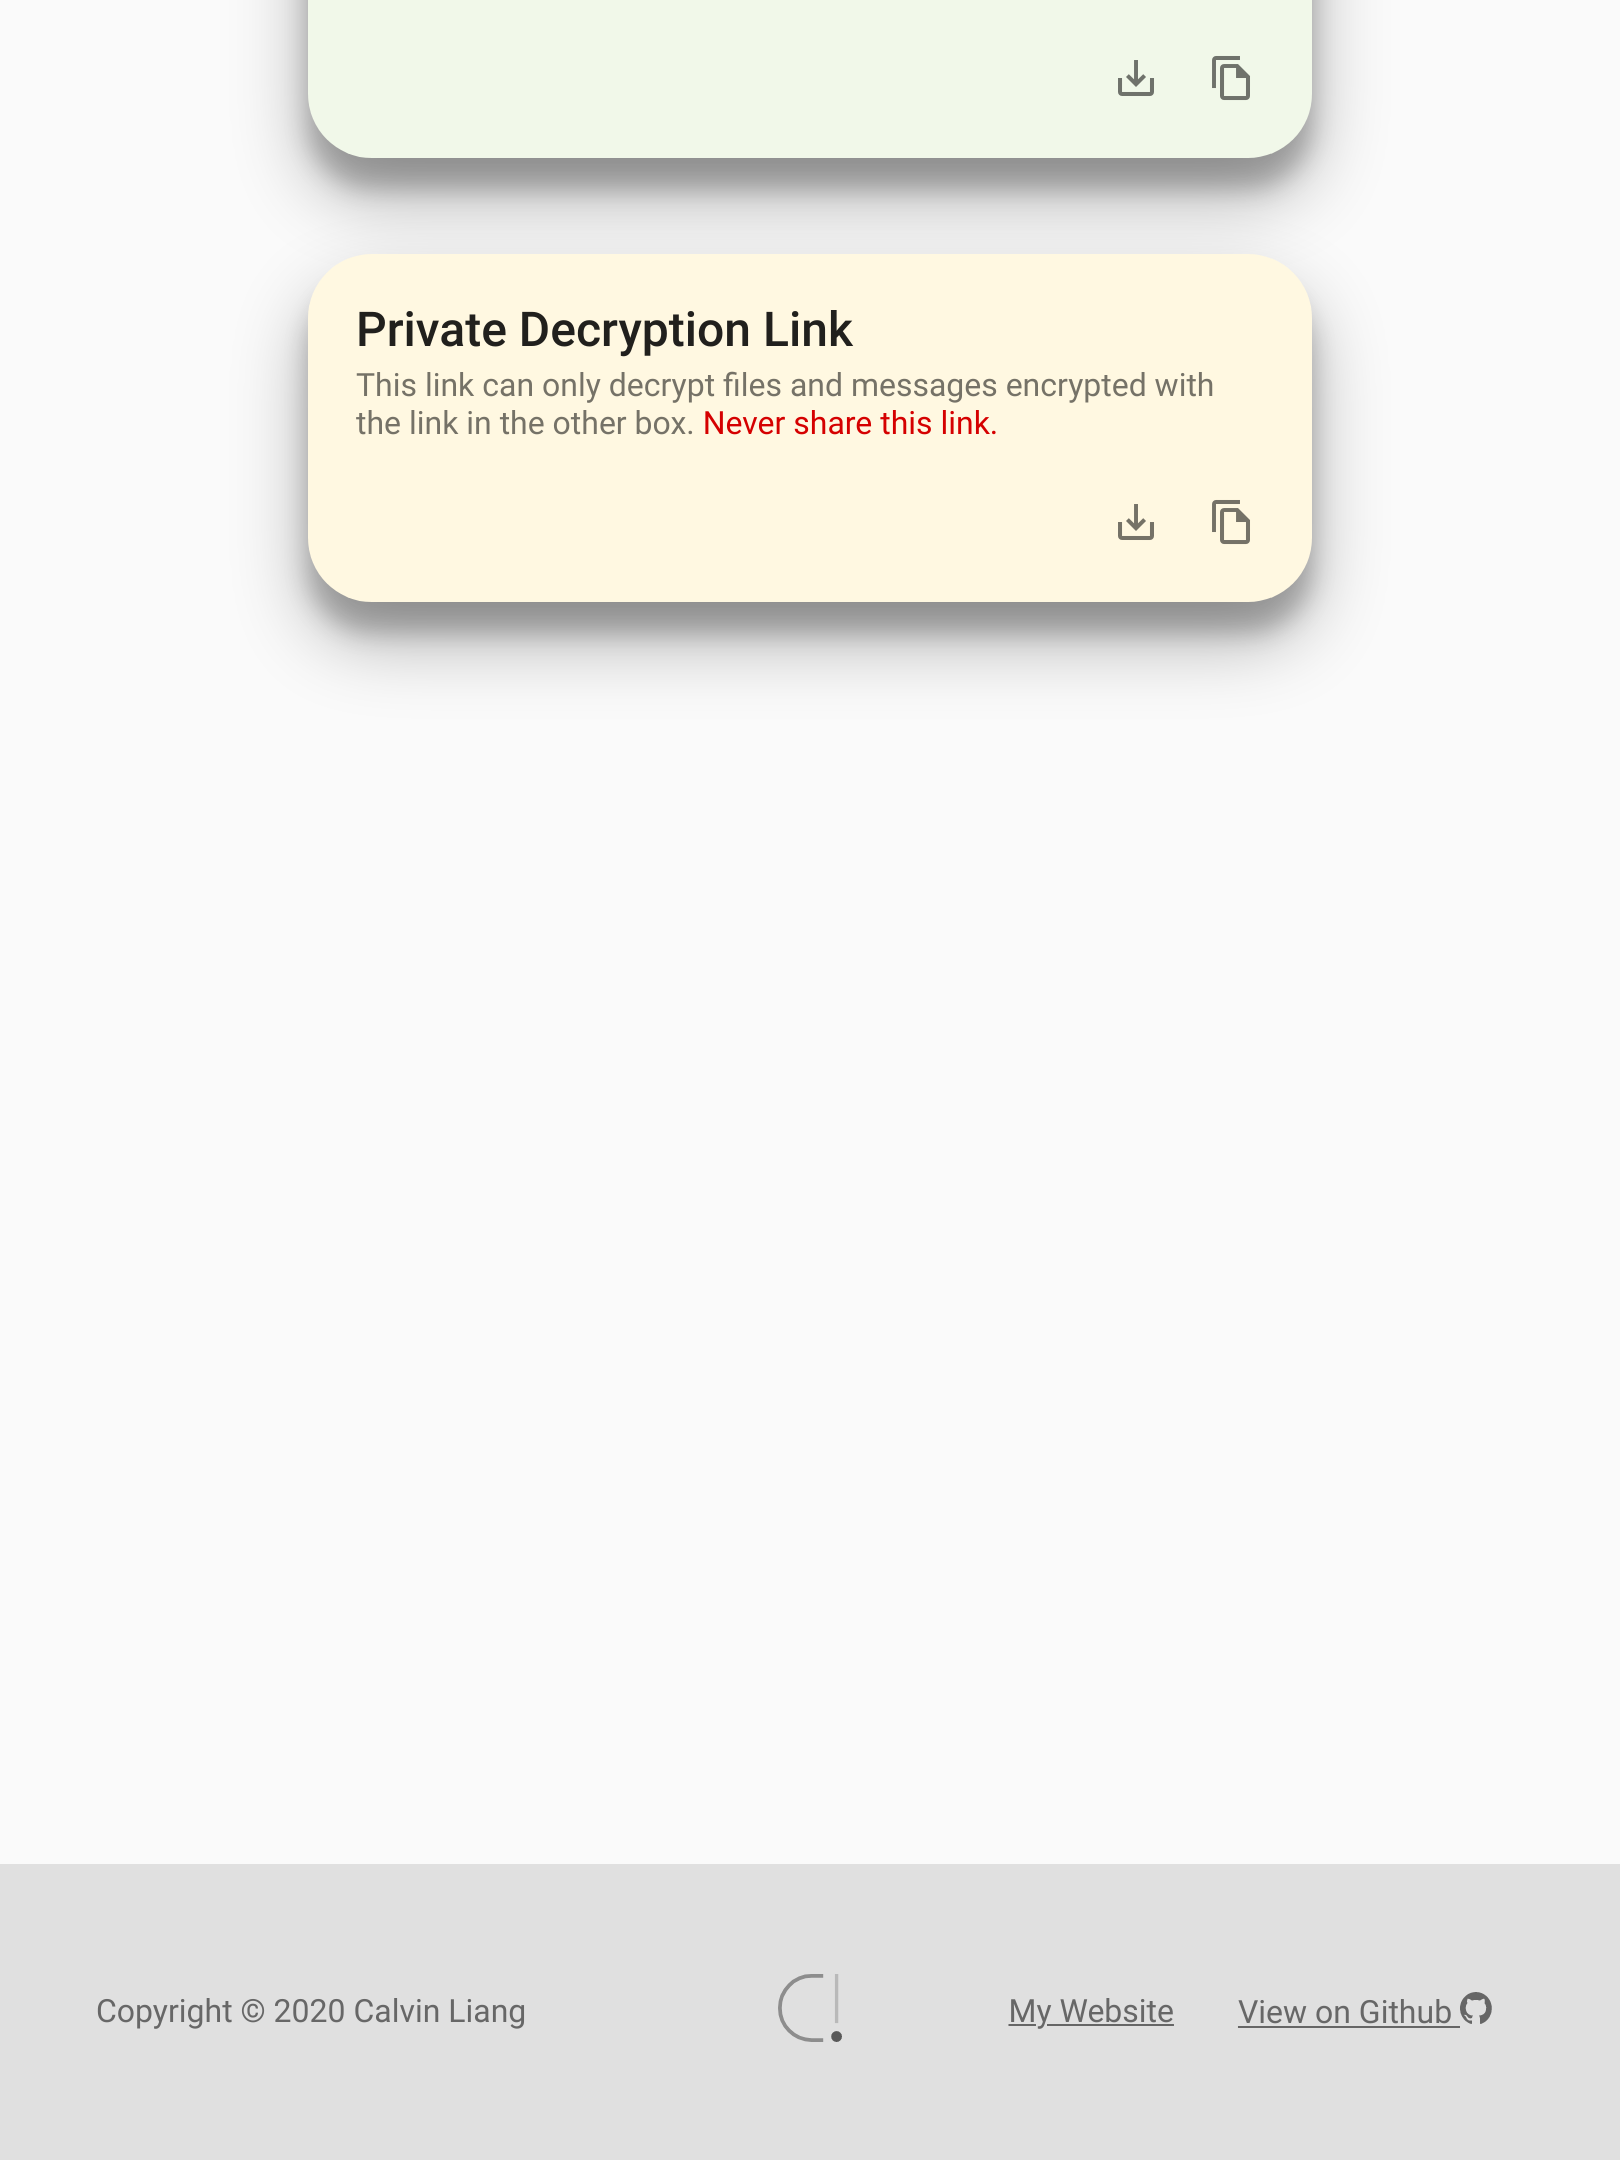 Private Decryption Link
This link can only decrypt files and messages encrypted with
the link in the other box. Never share this link.
Copyright © 2020 Calvin Liang
My Website
View on Github